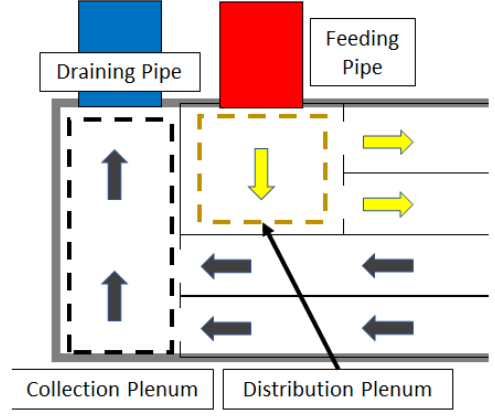 Draining Pipe
Feeding
Pipe
Collection Plenum
Distribution Plenum